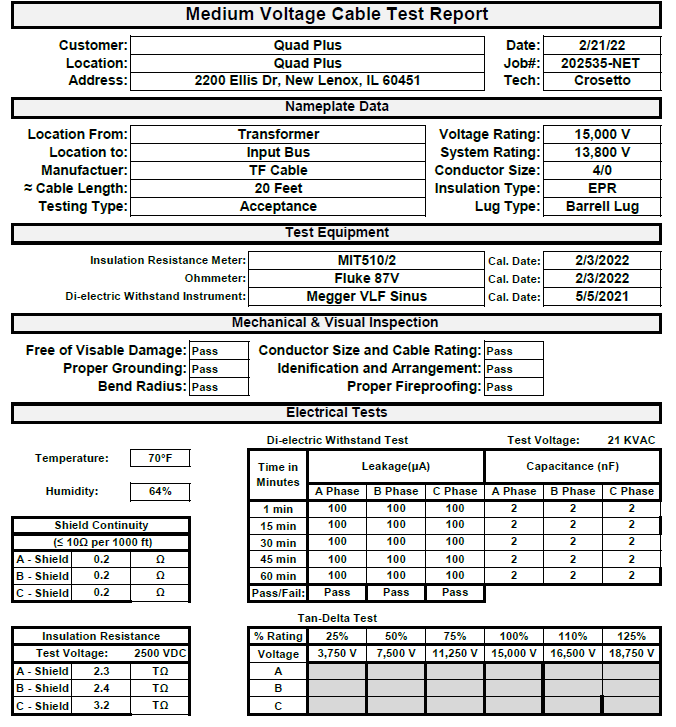 Medium Voltage Cable Test Report
Customer: Quad Plus Date: 2/21/22
Location: Quad Plus Job#: 202535-NET
Address: 2200 Ellis Dr, New Lenox, IL 60451 Tech: Crosetto
Nameplate Data
Location From: Transformer Voltage Rating: 15,000 V
Location to: Input Bus System Rating: 13,800 V
Manufactuer: TF Cable Conductor Size: 4/0
≈ Cable Length: 20 Feet Insulation Type: EPR
Testing Type: Acceptance Lug Type: Barrell Lug
Test Equipment
Insulation Resistance Meter: MIT510/2 Cal. Date: 2/3/2022
Ohmmeter: Fluke 87V Cal. Date: 2/3/2022
Di-electric Withstand Instrument: Megger VLF Sinus Cal. Date: 5/5/2021
Mechanical & Visual Inspection
Free of Visable Damage: Pass Conductor Size and Cable Rating: Pass
Proper Grounding: Pass Idenification and Arrangement: Pass
Bend Radius: Pass Proper Fireproofing: Pass
Electrical Tests
Temperature: 70°F
Humidity: 64%
Shield Continuity
(≤ 10Ω per 1000 ft)
A - Shield 0.2 Ω
B - Shield 0.2 Ω
C - Shield 0.2 Ω
Di-electric Withstand Test Test Voltage: 21 KVAC
Time in Minutes Leakage(µA) Capacitance (nF)
A Phase B Phase C Phase A Phase B Phase C Phase
1 min 100 100 100 2 2 2
15 min 100 100 100 2 2 2
30 min 100 100 100 2 2 2
45 min 100 100 100 2 2 2
60 min 100 100 100 2 2 2
Pass/Fail: Pass Pass Pass
Insulation Resistance
Test Voltage: 2500 VDC
A - Shield 2.3 TΩ
B - Shield 2.4 TΩ
C - Shield 3.2 TΩ
Tan-Delta Test
% Rating 25% 50% 75% 100% 110% 125%
Voltage 3,750 V 7,500 V 11,250 V 15,000 V 16,500 V 18,750 V
A
B
C